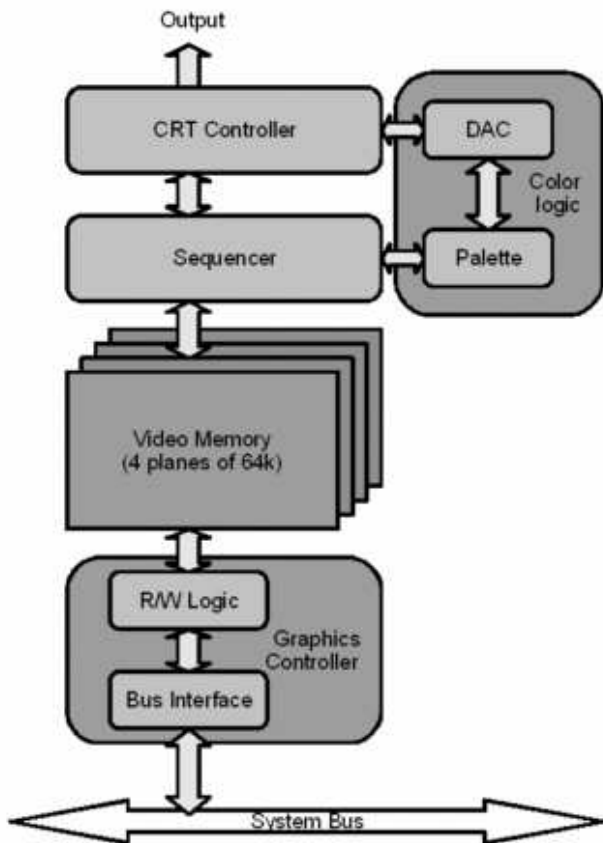 Output
CRT Controller
DAC
Color
logic
Sequencer
Palette
Video Memory
(4 planes of 64k)
R/W Logic
Graphics
Controller
Bus Interface
System Bus